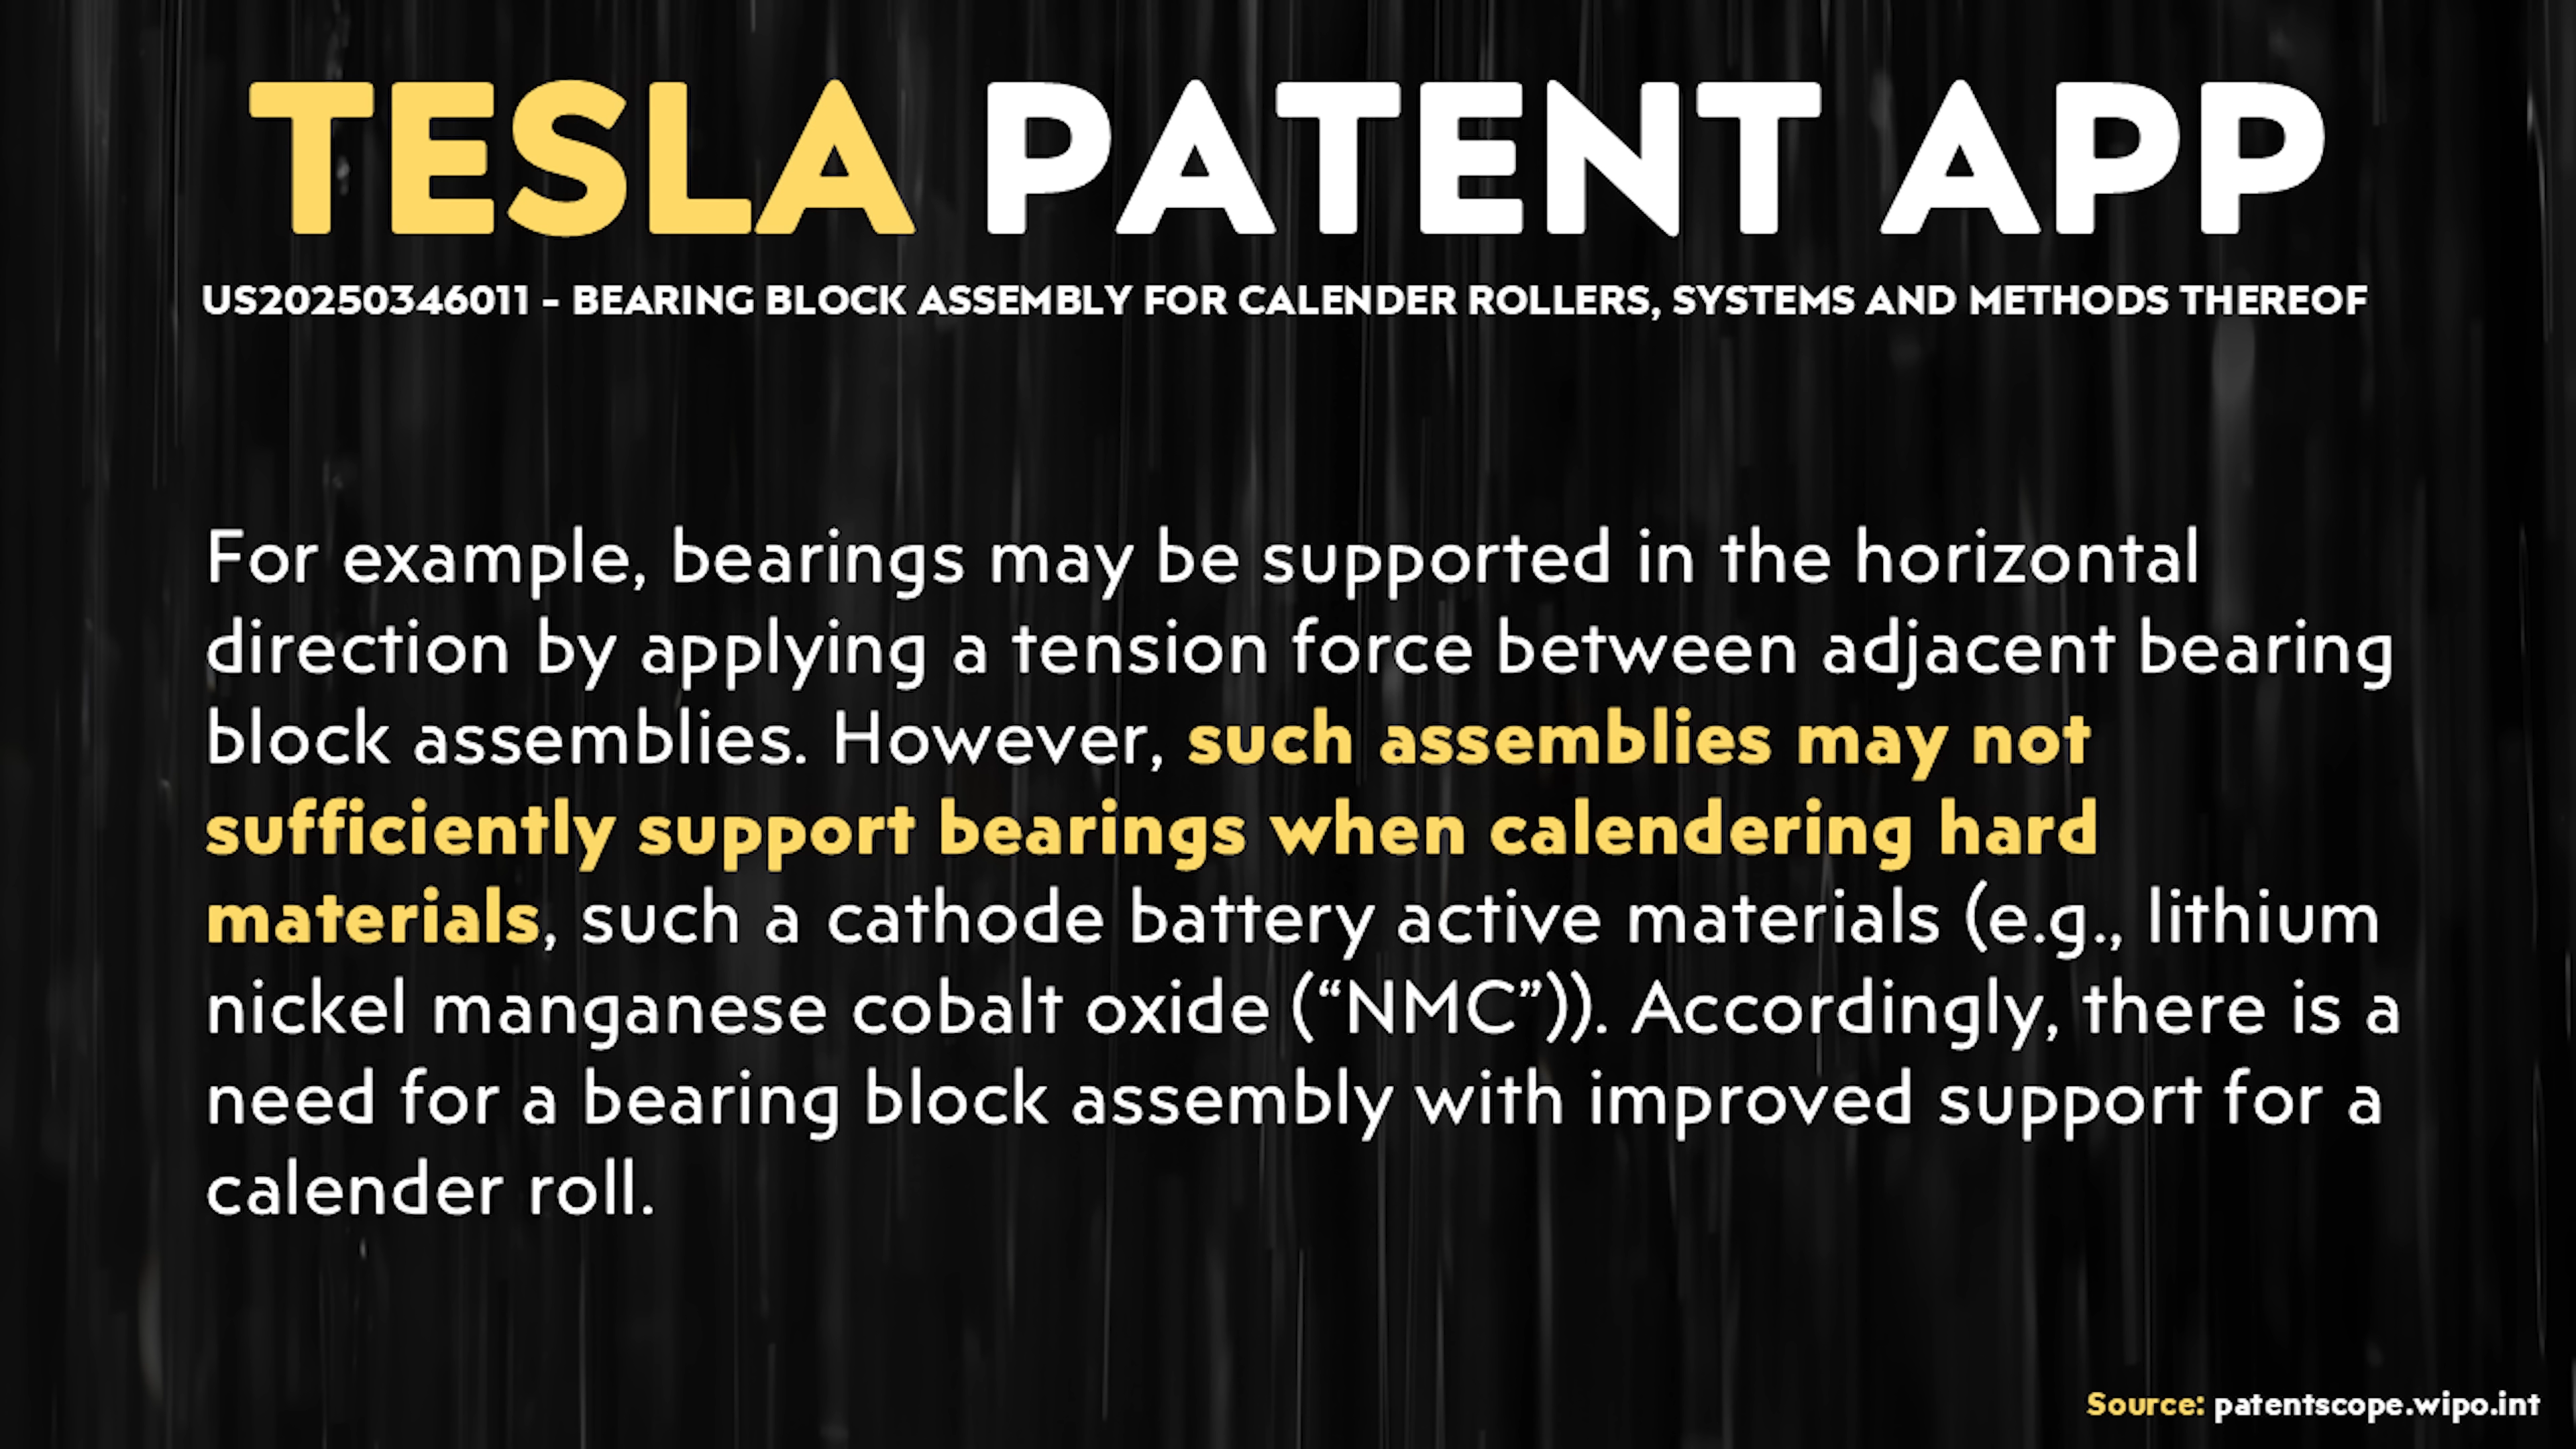 TESLA PATENT APP
US20250346011 - BEARING BLOCK ASSEMBLY FOR CALENDER ROLLERS, SYSTEMS AND METHODS THEREOF
For example, bearings may be supported in the horizontal
direction by applying a tension force between adjacent bearing
block assemblies. However, such assemblies may not
sufficiently support bearings when calendering hard
materials, such a cathode battery active materials (e.g., lithium
nickel manganese cobalt oxide (“NMC”)). Accordingly, there is a
need for a bearing block assembly with improved support for a
calender roll.
Source: patentscope.wipo.int